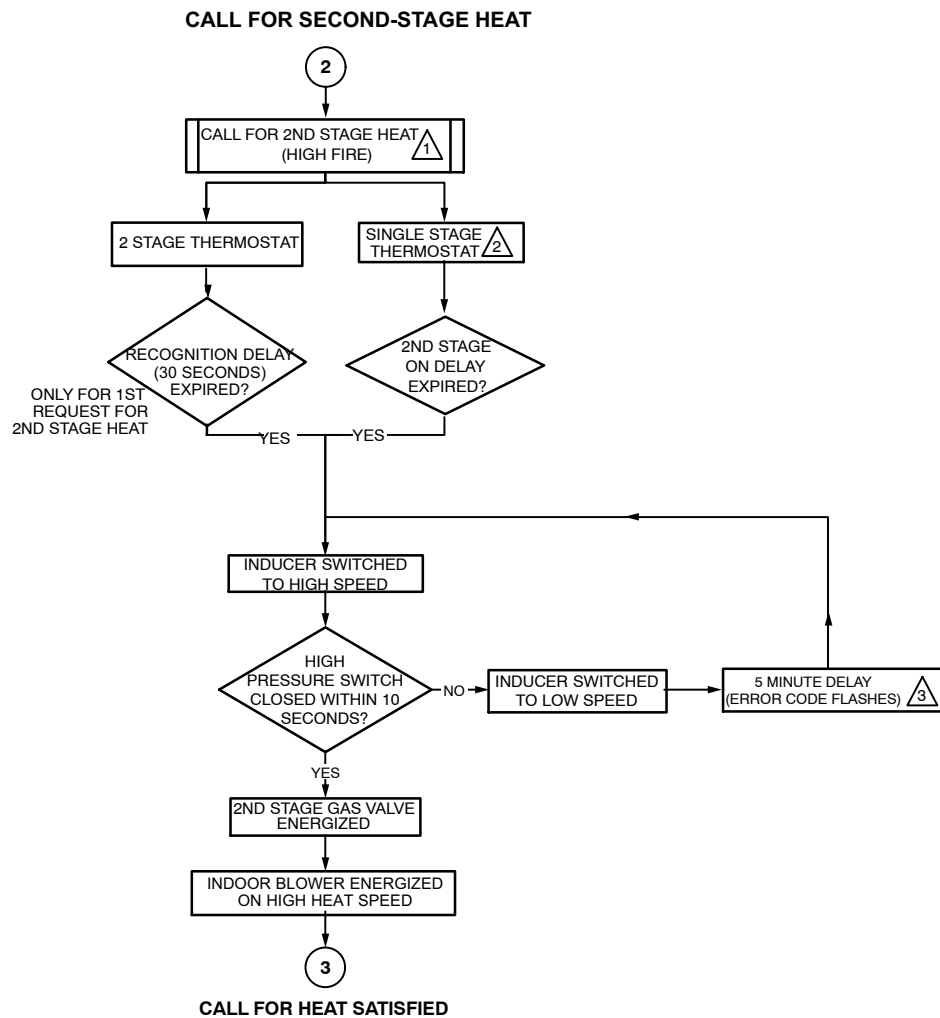 CALL FOR SECOND-STAGE HEAT
2
CALL FOR 2ND STAGE HEAT
(HIGH FIRE)
1
2 STAGE THERMOSTAT
SINGLE STAGE
THERMOSTAT
2
RECOGNITION DELAY
(30 SECONDS)
EXPIRED?
2ND STAGE
ON DELAY
EXPIRED?
ONLY FOR 1ST
REQUEST FOR
2ND STAGE HEAT
YES
YES
INDUCER SWITCHED
TO HIGH SPEED
HIGH
PRESSURE SWITCH
CLOSED WITHIN 10
SECONDS?
NO
INDUCER SWITCHED
TO LOW SPEED
5 MINUTE DELAY
(ERROR CODE FLASHES)
3
YES
2ND STAGE GAS VALVE
ENERGIZED
INDOOR BLOWER ENERGIZED
ON HIGH HEAT SPEED
3
CALL FOR HEAT SATISFIED